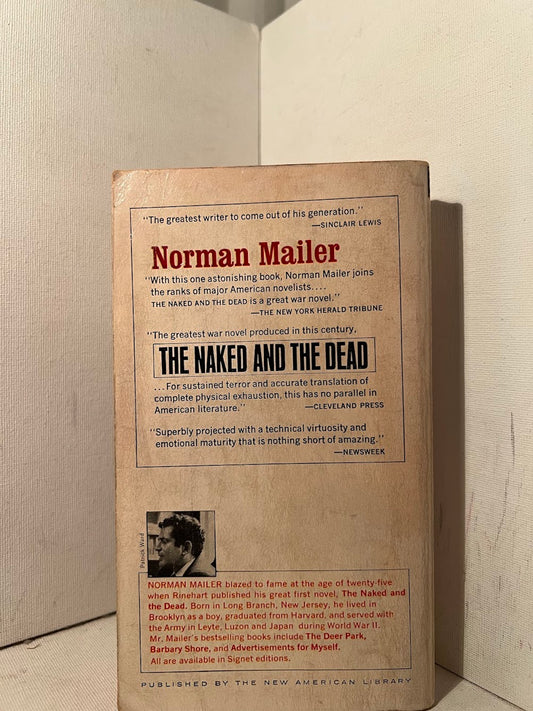 "The greatest writer to come out of his generation."
—SINCLAIR LEWIS
Norman Mailer
"With this one astonishing book, Norman Mailer joins
the ranks of major American novelists....
THE NAKED AND THE DEAD is a great war novel."
—THE NEW YORK HERALD TRIBUNE
"The greatest war novel produced in this century.
THE NAKED AND THE DEAD
...For sustained terror and accurate translation of
complete physical exhaustion, this has no parallel in
American literature."
—CLEVELAND PRESS
"Superbly projected with a technical virtuosity and
emotional maturity that is nothing short of amazing."
—NEWSWEEK
Patrick Ward
NORMAN MAILER blazed to fame at the age of twenty-five
when Rinehart published his great first novel, The Naked and
the Dead. Born in Long Branch, New Jersey, he lived in
Brooklyn as a boy, graduated from Harvard, and served with
the Army in Leyte, Luzon and Japan during World War II.
Mr. Mailer's bestselling books include The Deer Park,
Barbary Shore, and Advertisements for Myself.
All are available in Signet editions.
PUBLISHED BY THE NEW AMERICAN LIBRARY